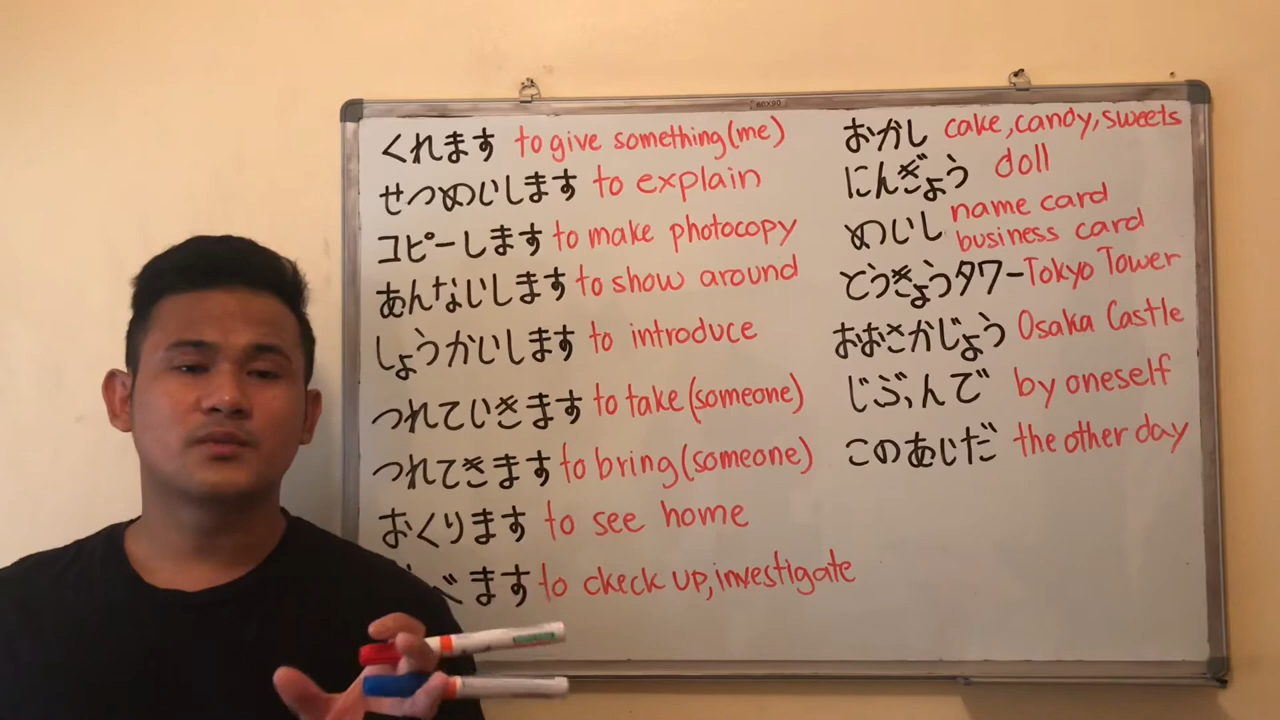 60X90
くれます to give something(me)
せつめいします to explain
コピーします to make photocopy
あんないします to show around
しょうかいします to introduce
つれていきます to take(someone)
つれてきます to bring(someone)
おくります to see home
べます to ckeck up, investigate
おかし cake, candy, sweets
にんぎょう doll
めいし name card
business card
とうきょうタワー Tokyo Tower
おおさかじょう Osaka Castle
じぶんで by oneself
このあじだ the other day